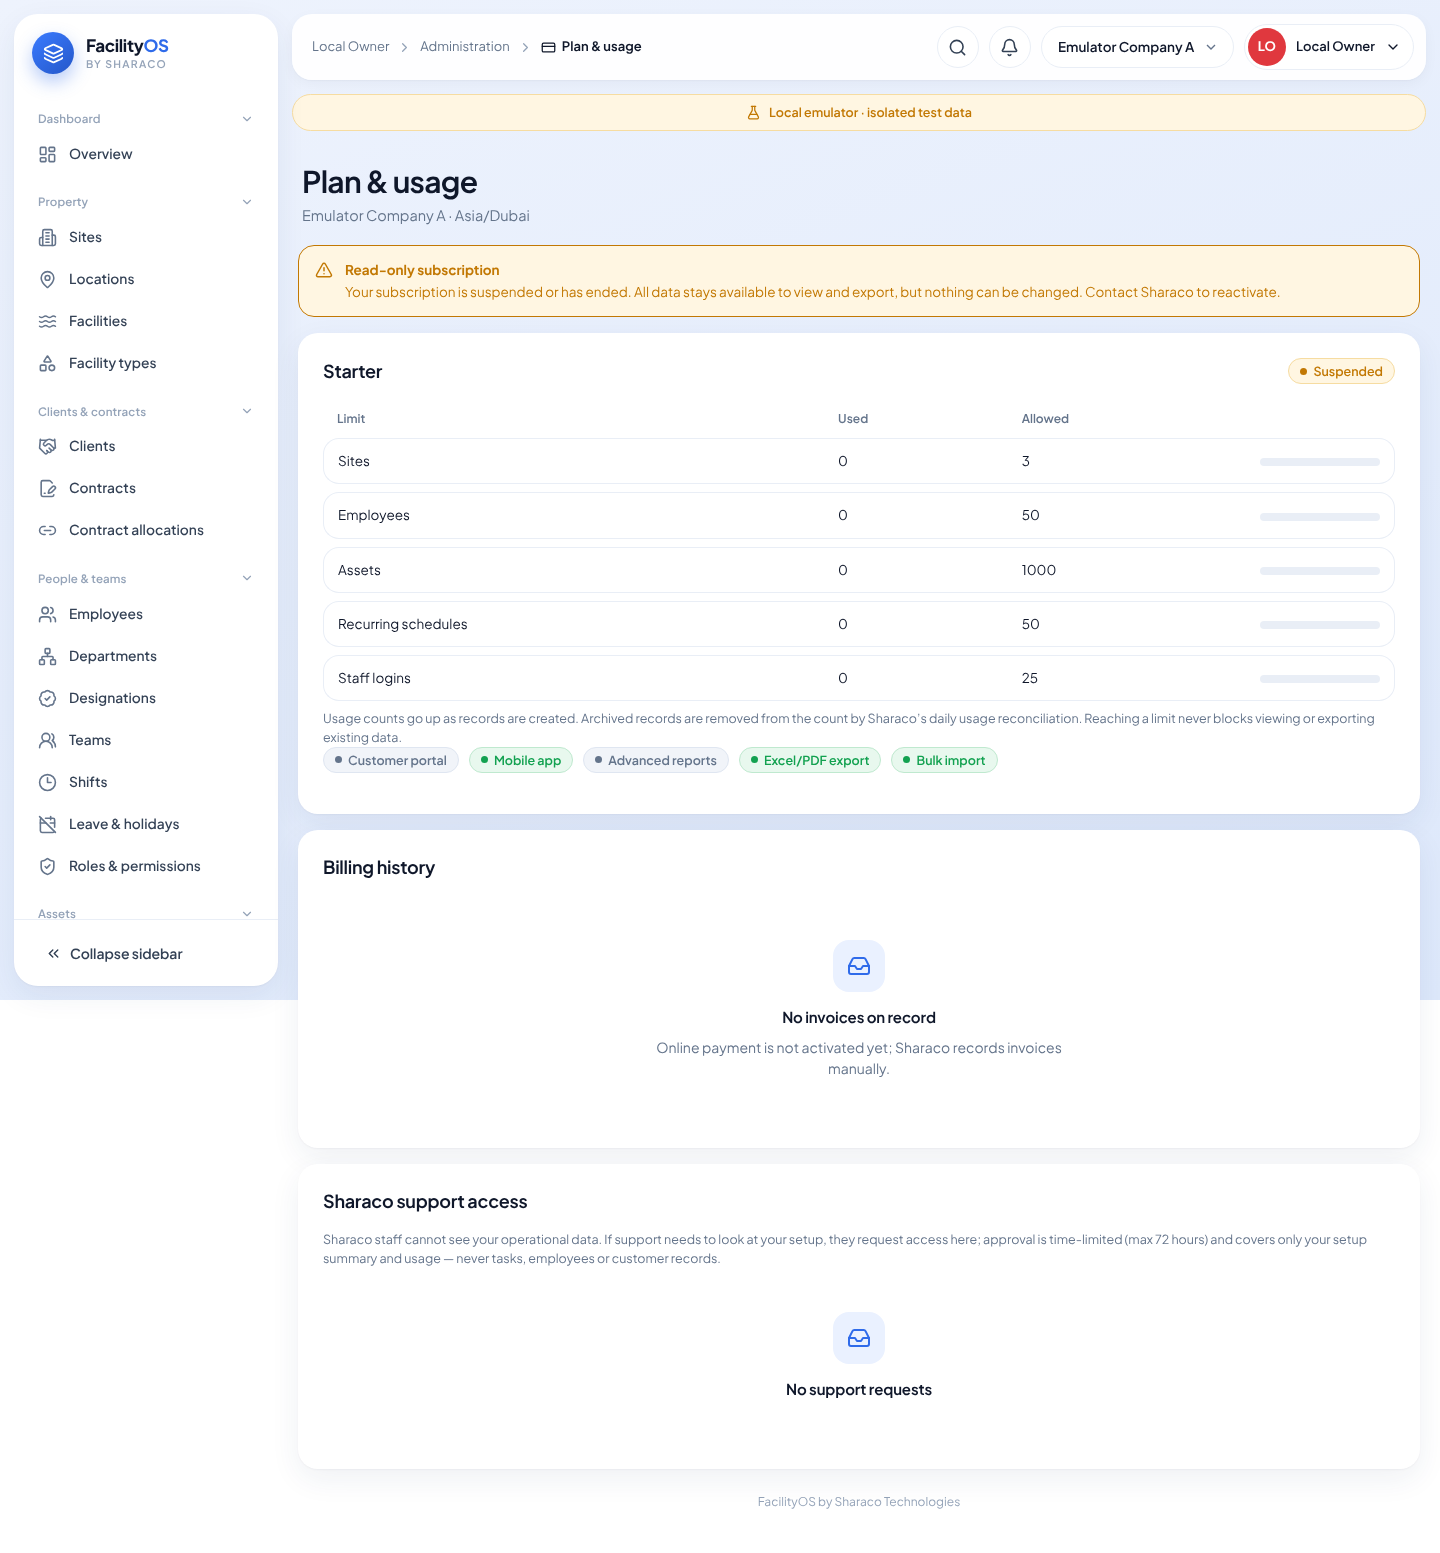 FacilityOS
BY SHARACO
Dashboard
Overview
Property
Sites
Locations
Facilities
Facility types
Clients & contracts
Clients
Contracts
Contract allocations
People & teams
Employees
Departments
Designations
Teams
Shifts
Leave & holidays
Roles & permissions
Assets
Collapse sidebar
Local Owner
Administration
Plan & usage
Emulator Company A
LO
Local Owner
Local emulator · isolated test data
Plan & usage
Emulator Company A · Asia/Dubai
Read-only subscription
Your subscription is suspended or has ended. All data stays available to view and export, but nothing can be changed. Contact Sharaco to reactivate.
Starter
Suspended
Limit Used Allowed
Sites 0 3
Employees 0 50
Assets 0 1000
Recurring schedules 0 50
Staff logins 0 25
Usage counts go up as records are created. Archived records are removed from the count by Sharaco's daily usage reconciliation. Reaching a limit never blocks viewing or exporting
existing data.
Customer portal Mobile app Advanced reports Excel/PDF export Bulk import
Billing history
No invoices on record
Online payment is not activated yet; Sharaco records invoices
manually.
Sharaco support access
Sharaco staff cannot see your operational data. If support needs to look at your setup, they request access here; approval is time-limited (max 72 hours) and covers only your setup
summary and usage — never tasks, employees or customer records.
No support requests
FacilityOS by Sharaco Technologies